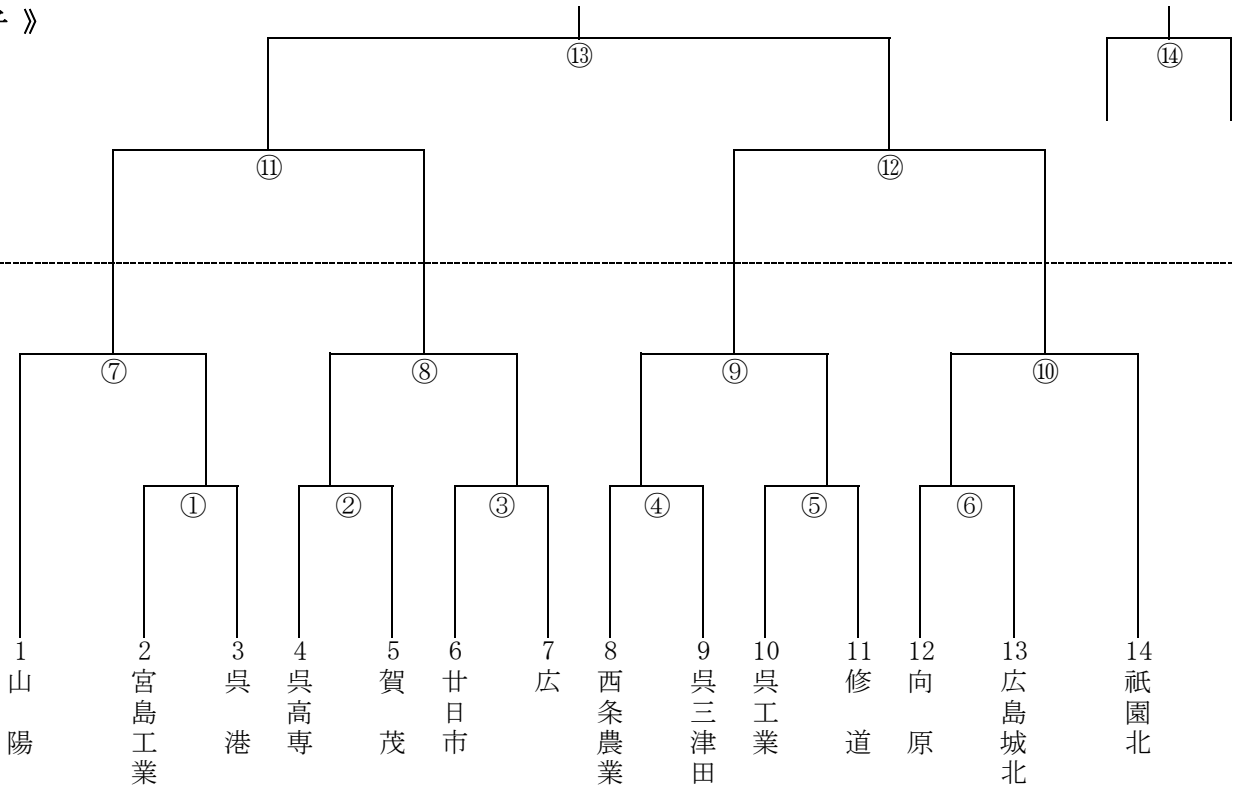 》
⑬ ⑭
⑪ ⑫
⑦ ⑧ ⑨ ⑩
① ② ③ ④ ⑤ ⑥
1 2 3 4 5 6 7 8 9 10 11 12 13 14
山陽
宮島工業
呉港
呉高専
賀茂
廿日市
広
西条農業
呉三津田
呉工業
修道
向原
広島城北
祇園北